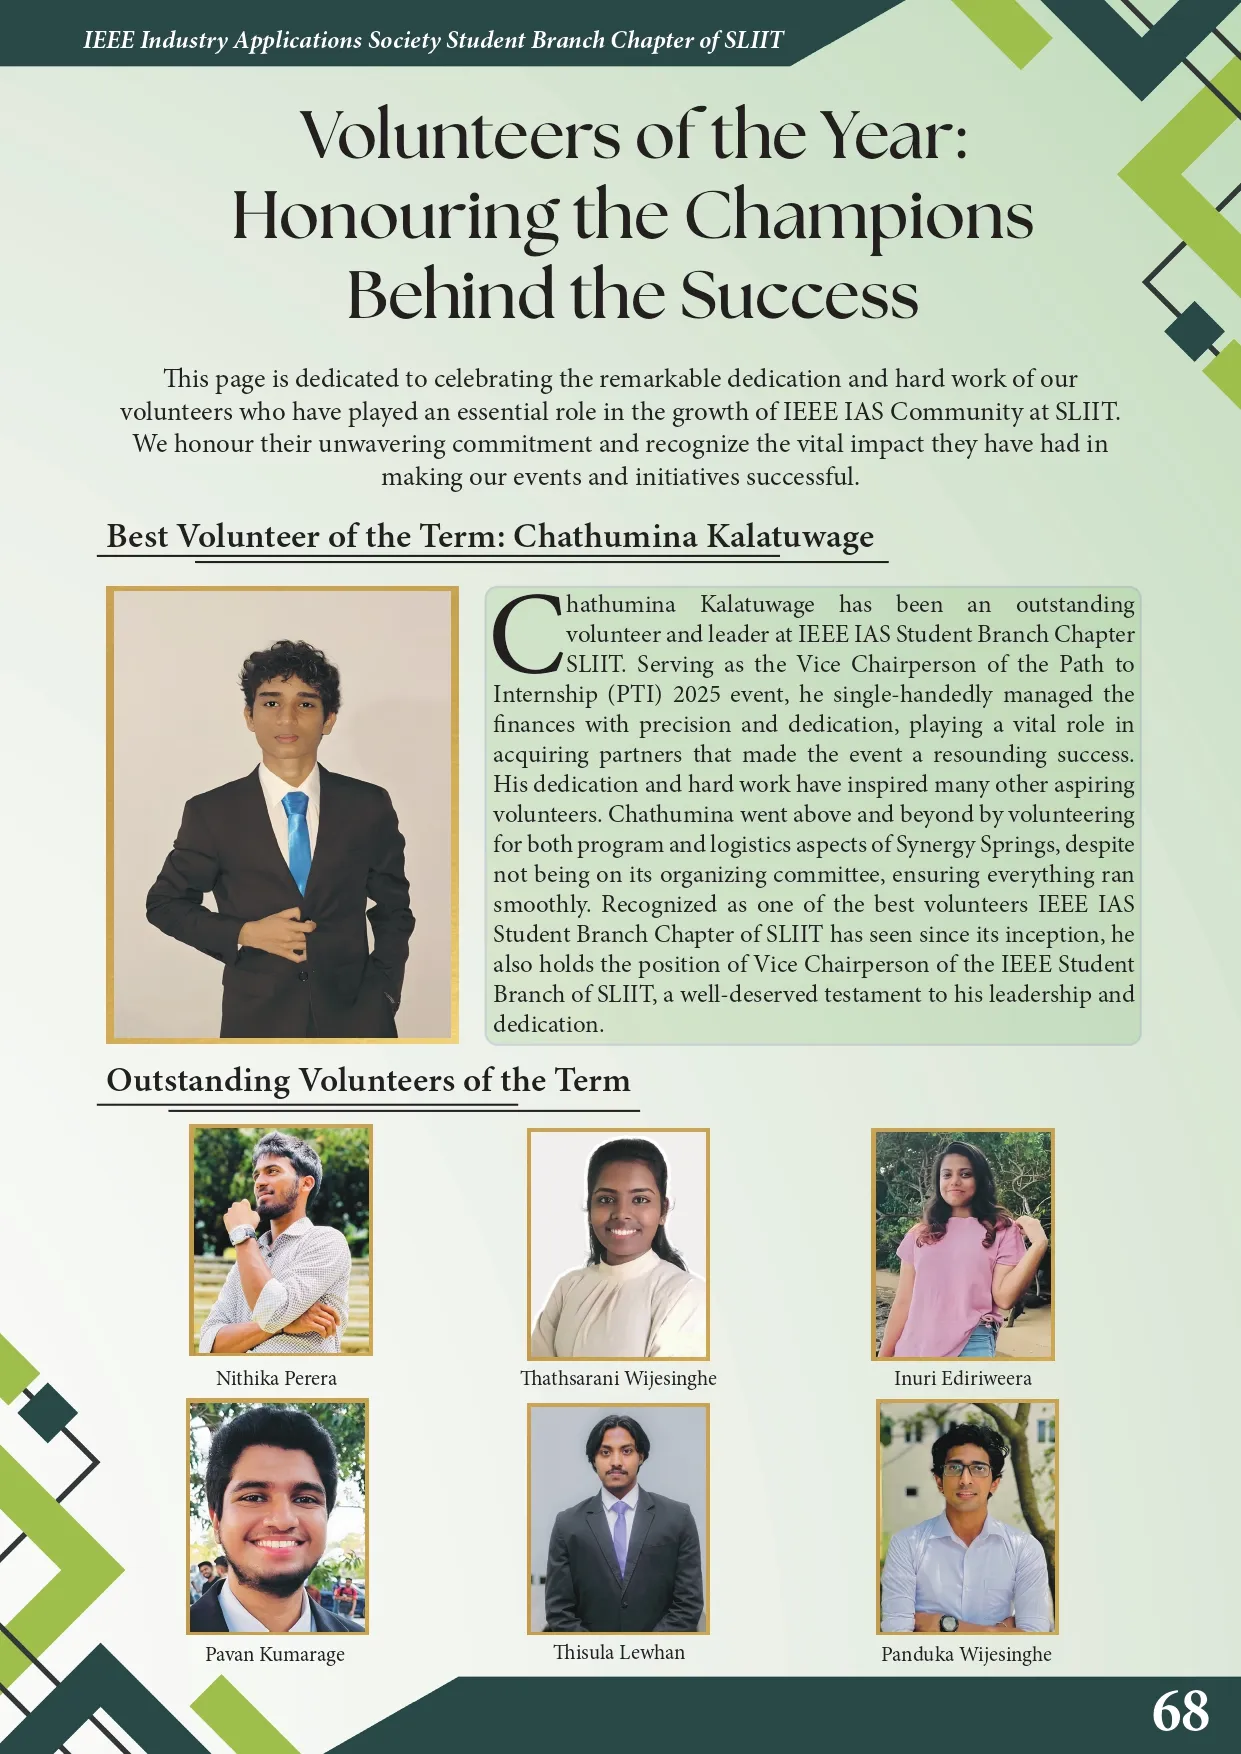 IEEE Industry Applications Society Student Branch Chapter of SLIIT
Volunteers of the Year:
Honouring the Champions
Behind the Success
This page is dedicated to celebrating the remarkable dedication and hard work of our
volunteers who have played an essential role in the growth of IEEE IAS Community at SLIIT.
We honour their unwavering commitment and recognize the vital impact they have had in
making our events and initiatives successful.
Best Volunteer of the Term: Chathumina Kalatuwage
Chathumina Kalatuwage has been an outstanding
volunteer and leader at IEEE IAS Student Branch Chapter
SLIIT. Serving as the Vice Chairperson of the Path to
Internship (PTI) 2025 event, he single-handedly managed the
finances with precision and dedication, playing a vital role in
acquiring partners that made the event a resounding success.
His dedication and hard work have inspired many other aspiring
volunteers. Chathumina went above and beyond by volunteering
for both program and logistics aspects of Synergy Springs, despite
not being on its organizing committee, ensuring everything ran
smoothly. Recognized as one of the best volunteers IEEE IAS
Student Branch Chapter of SLIIT has seen since its inception, he
also holds the position of Vice Chairperson of the IEEE Student
Branch of SLIIT, a well-deserved testament to his leadership and
dedication.
Outstanding Volunteers of the Term
Nithika Perera
Thathsarani Wijesinghe
Inuri Ediriweera
Pavan Kumarage
Thisula Lewhan
Panduka Wijesinghe
68